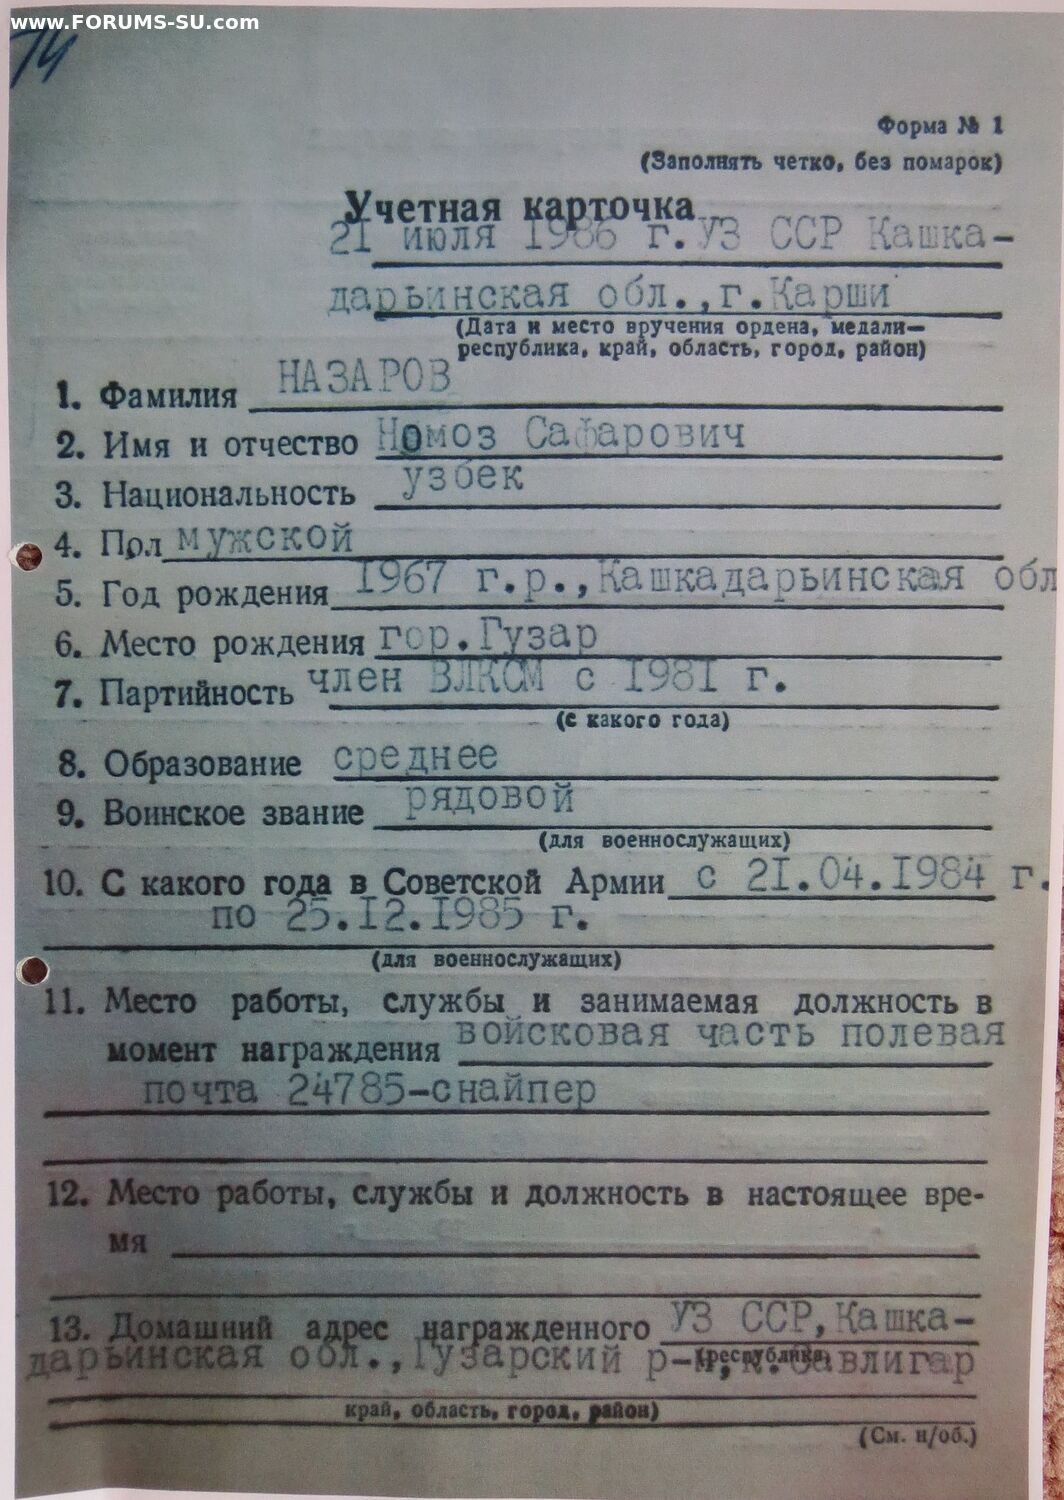 www.FORUMS-SU.com
74
Форма № 1
(Заполнять четко, без помарок)
Учетная карточка
21 июля 1986 г. УЗ ССР Кашка-
дарьинская обл., г. Карши
(Дата и место вручения ордена, медали—
республика, край, область, город, район)
1. Фамилия НАЗАРОВ
2. Имя и отчество Номоз Сафарович
3. Национальность узбек
4. Пол мужской
5. Год рождения 1967 г.р., Кашкадарьинская обл
6. Место рождения гор. Гузар
7. Партийность член ВЛКСМ с 1981 г.
(с какого года)
8. Образование среднее
9. Воинское звание рядовой
(для военнослужащих)
10. С какого года в Советской Армии с 21.04.1984 г.
по 25.12.1985 г.
(для военнослужащих)
11. Место работы, службы и занимаемая должность в
момент награждения войсковая часть полевая
почта 24785-снайпер
12. Место работы, службы и должность в настоящее вре-
мя
13. Домашний адрес награжденного УЗ ССР, Кашка-
дарьинская обл., Гузарский р-н,
(республика,
край, область, город, район)
(См. н/об.)